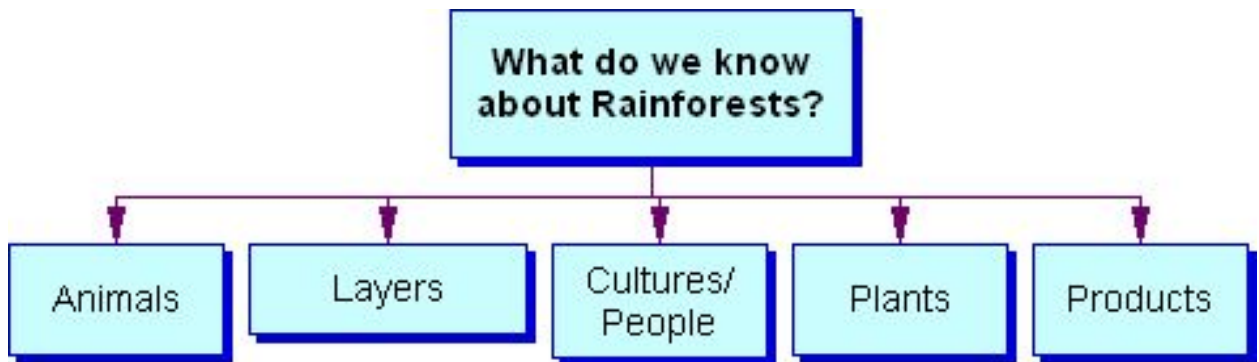 What do we know
about Rainforests?
Animals
Layers
Cultures/
People
Plants
Products